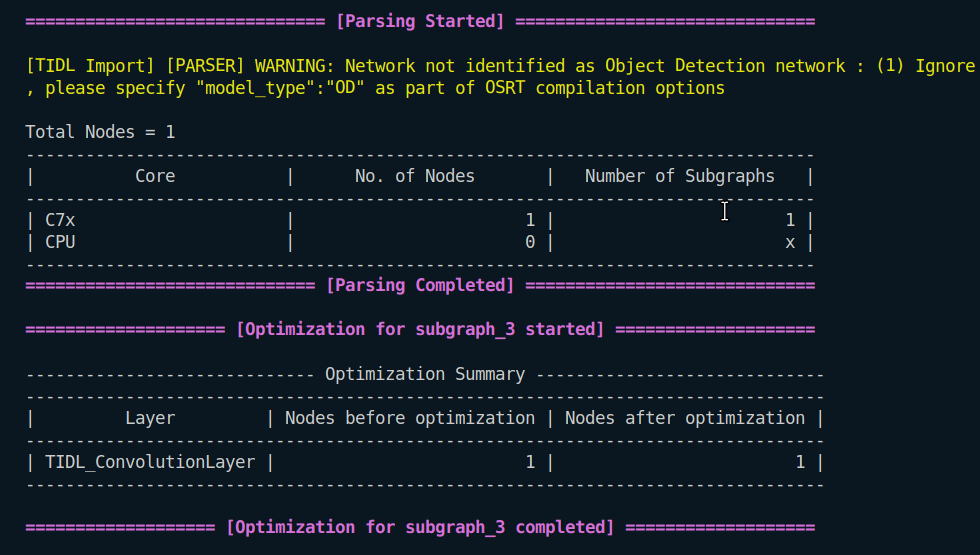 ============================== [Parsing Started] ==============================
[TIDL Import] [PARSER] WARNING: Network not identified as Object Detection network : (1) Ignore
, please specify "model_type":"OD" as part of OSRT compilation options
Total Nodes = 1
-------------------------------------------------------------------------------
|          Core           |      No. of Nodes       |   Number of Subgraphs   |
-------------------------------------------------------------------------------
| C7x                     |                       1 |                       1 |
| CPU                     |                       0 |                       x |
-------------------------------------------------------------------------------
============================= [Parsing Completed] =============================
==================== [Optimization for subgraph_3 started] ====================
----------------------------- Optimization Summary -----------------------------
--------------------------------------------------------------------------------
|         Layer         | Nodes before optimization | Nodes after optimization |
--------------------------------------------------------------------------------
| TIDL_ConvolutionLayer |                         1 |                        1 |
--------------------------------------------------------------------------------
=================== [Optimization for subgraph_3 completed] ===================